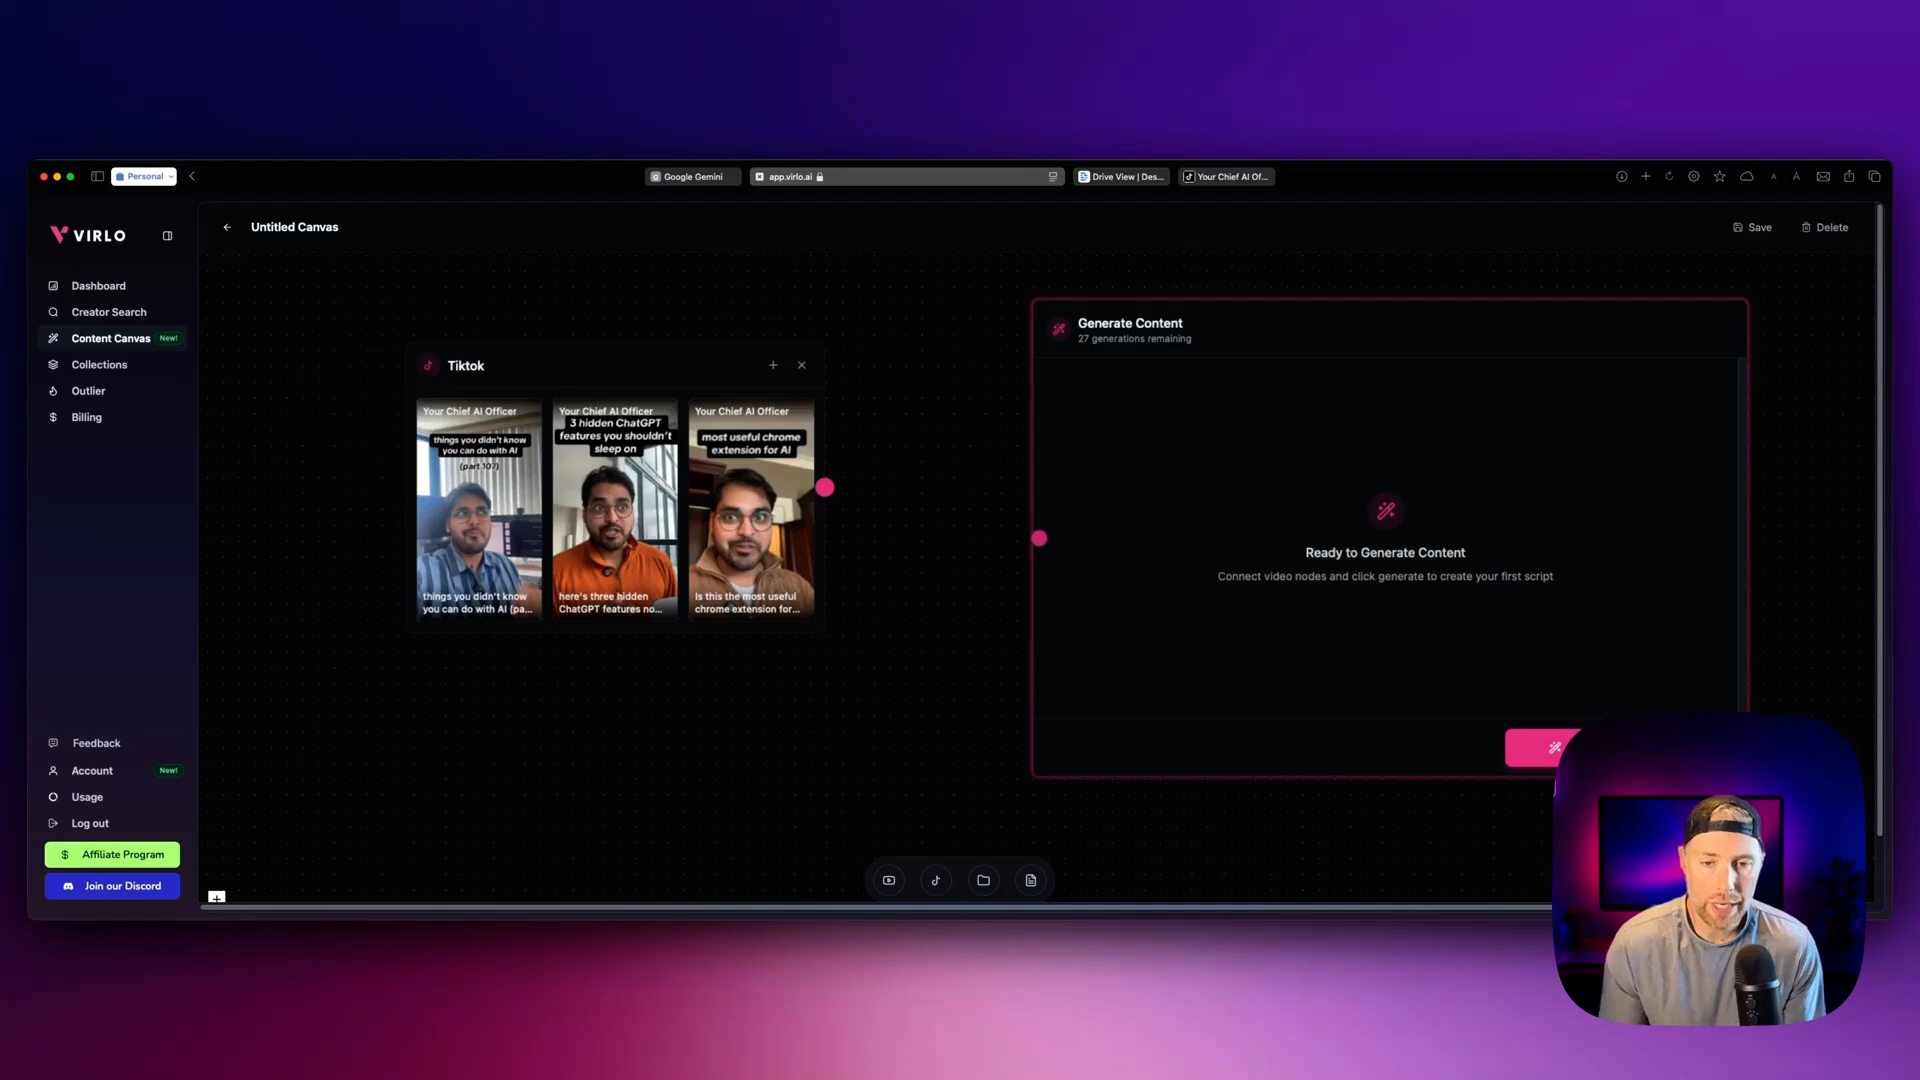 Personal
Google Gemini
app.virlo.ai
Drive View | Des...
Your Chief AI Of...
A
A
VIRLO
Untitled Canvas
Save
Delete
Dashboard
Creator Search
Content Canvas
New!
Collections
Outlier
Billing
Tiktok
Your Chief AI Officer
things you didn't know
you can do with AI
(part 107)
things you didn't know
you can do with AI (pa...
Your Chief AI Officer
3 hidden ChatGPT
features you shouldn't
sleep on
here's three hidden
ChatGPT features no...
Your Chief AI Officer
most useful chrome
extension for AI
Is this the most useful
chrome extension for...
Generate Content
27 generations remaining
Ready to Generate Content
Connect video nodes and click generate to create your first script
Feedback
Account
New!
Usage
Log out
$ Affiliate Program
Join our Discord